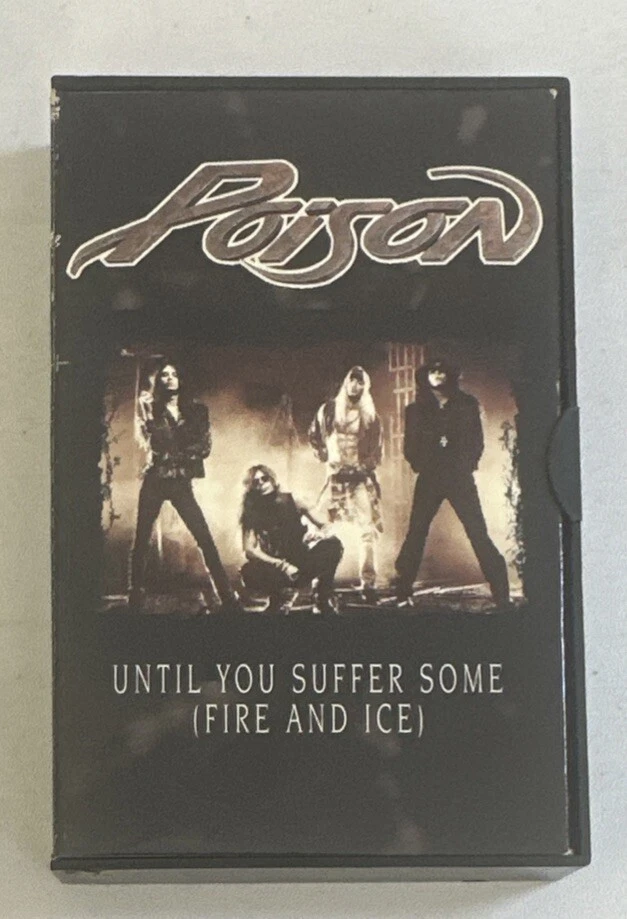 Poison
UNTIL YOU SUFFER SOME
(FIRE AND ICE)